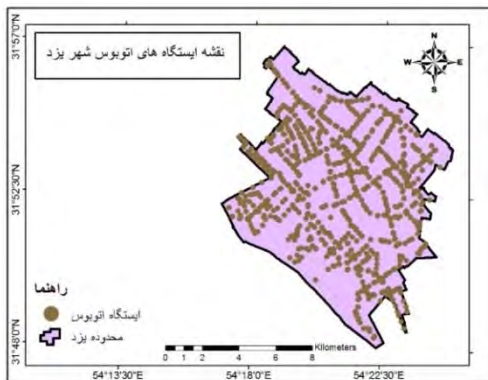 نقشه ایستگاه های اتوبوس شهر یزد
N
W E
S
31°57'0"N
31°52'30"N
31°48'0"N
راهنما
ایستگاه اتوبوس
محدوده یزد
Kilometers
0 1 2 4 6 8
54°13'30"E 54°18'0"E 54°22'30"E